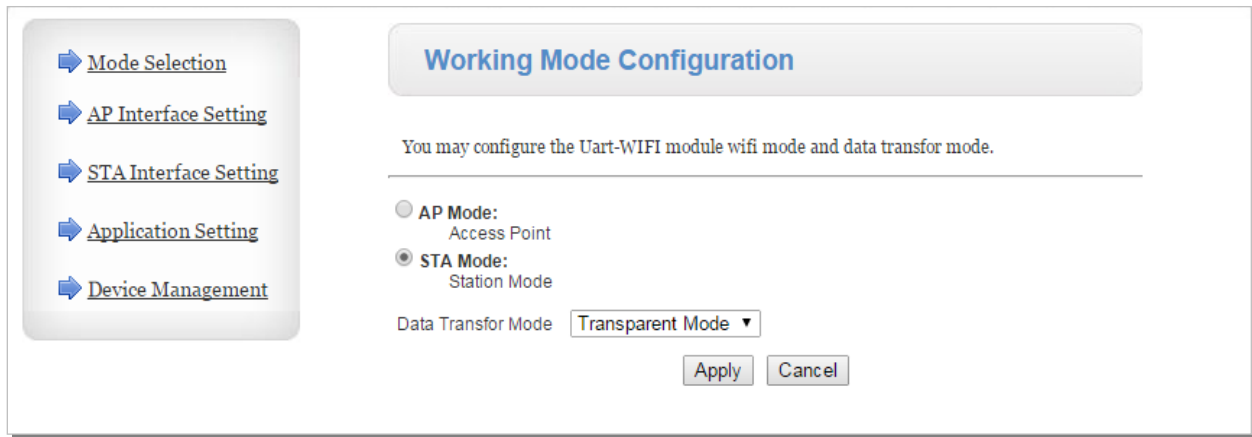 Mode Selection
AP Interface Setting
STA Interface Setting
Application Setting
Device Management
Working Mode Configuration
You may configure the Uart-WIFI module wifi mode and data transfor mode.
AP Mode:
Access Point
STA Mode:
Station Mode
Data Transfor Mode Transparent Mode
Apply Cancel